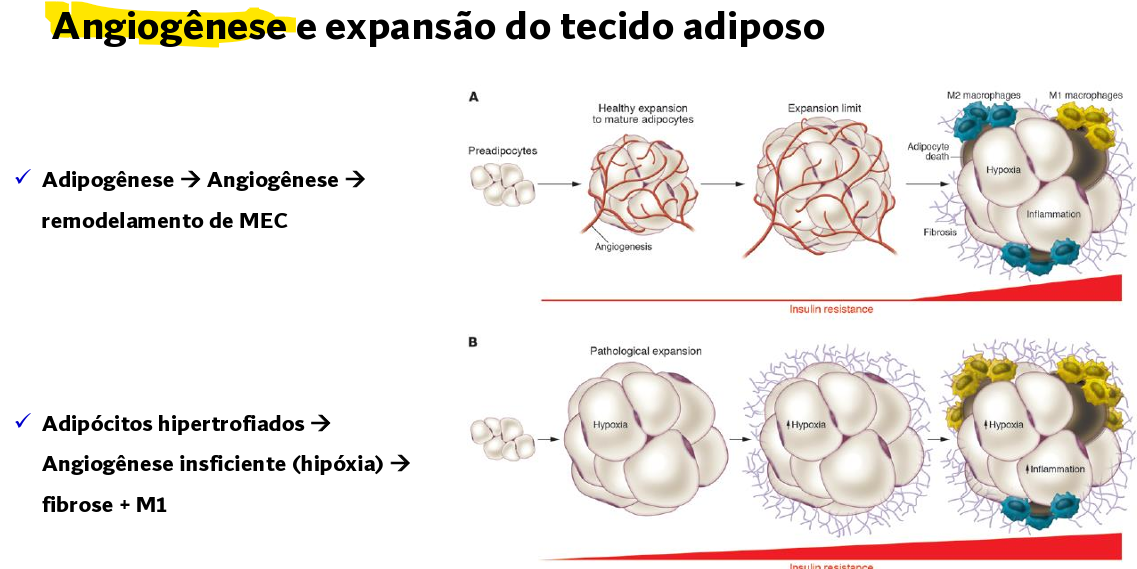 Angiogênese e expansão do tecido adiposo
✓ Adipogênese → Angiogênese →
remodelamento de MEC
A
Preadipocytes
Healthy expansion
to mature adipocytes
Angiogenesis
Expansion limit
M2 macrophages
M1 macrophages
Adipocyte
death
Hypoxia
Inflammation
Fibrosis
Insulin resistance
✓ Adipócitos hipertrofiados →
Angiogênese insficiente (hipóxia) →
fibrose + M1
B
Pathological expansion
Hypoxia
Hypoxia
Hypoxia
Inflammation
Insulin resistance